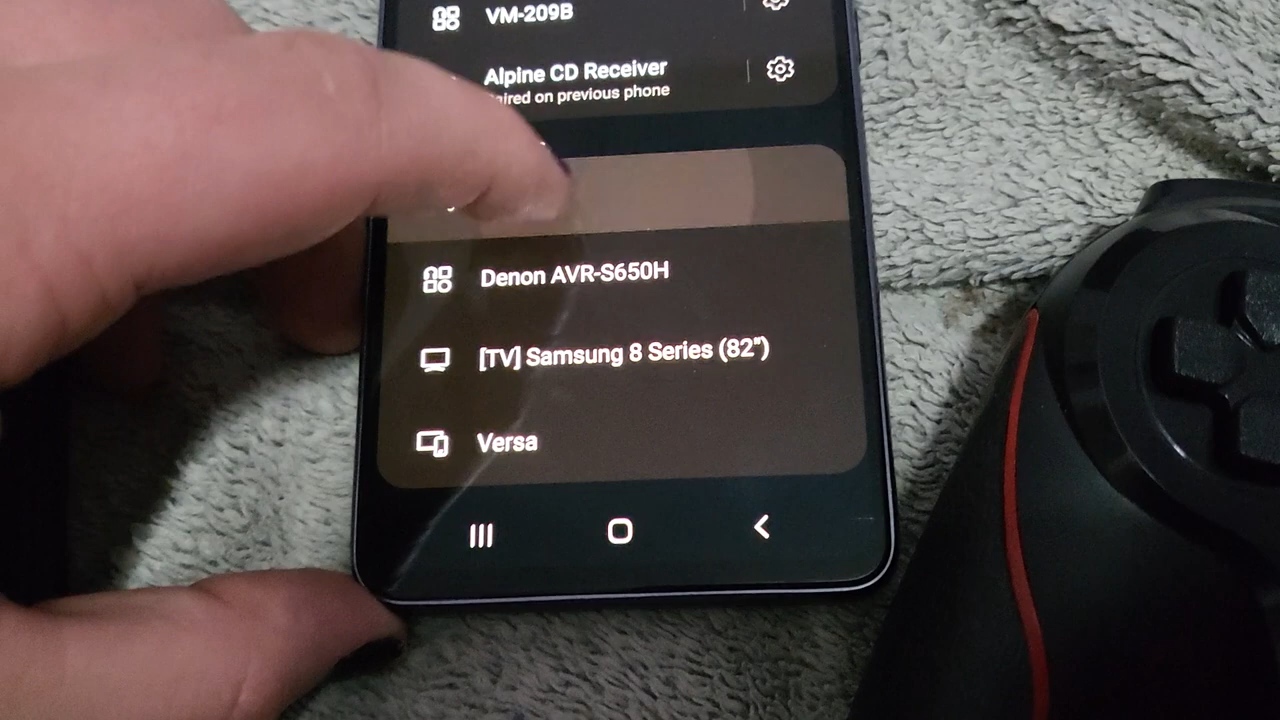 VM-209B
Alpine CD Receiver
aired on previous phone
Denon AVR-S650H
[TV] Samsung 8 Series (82")
Versa